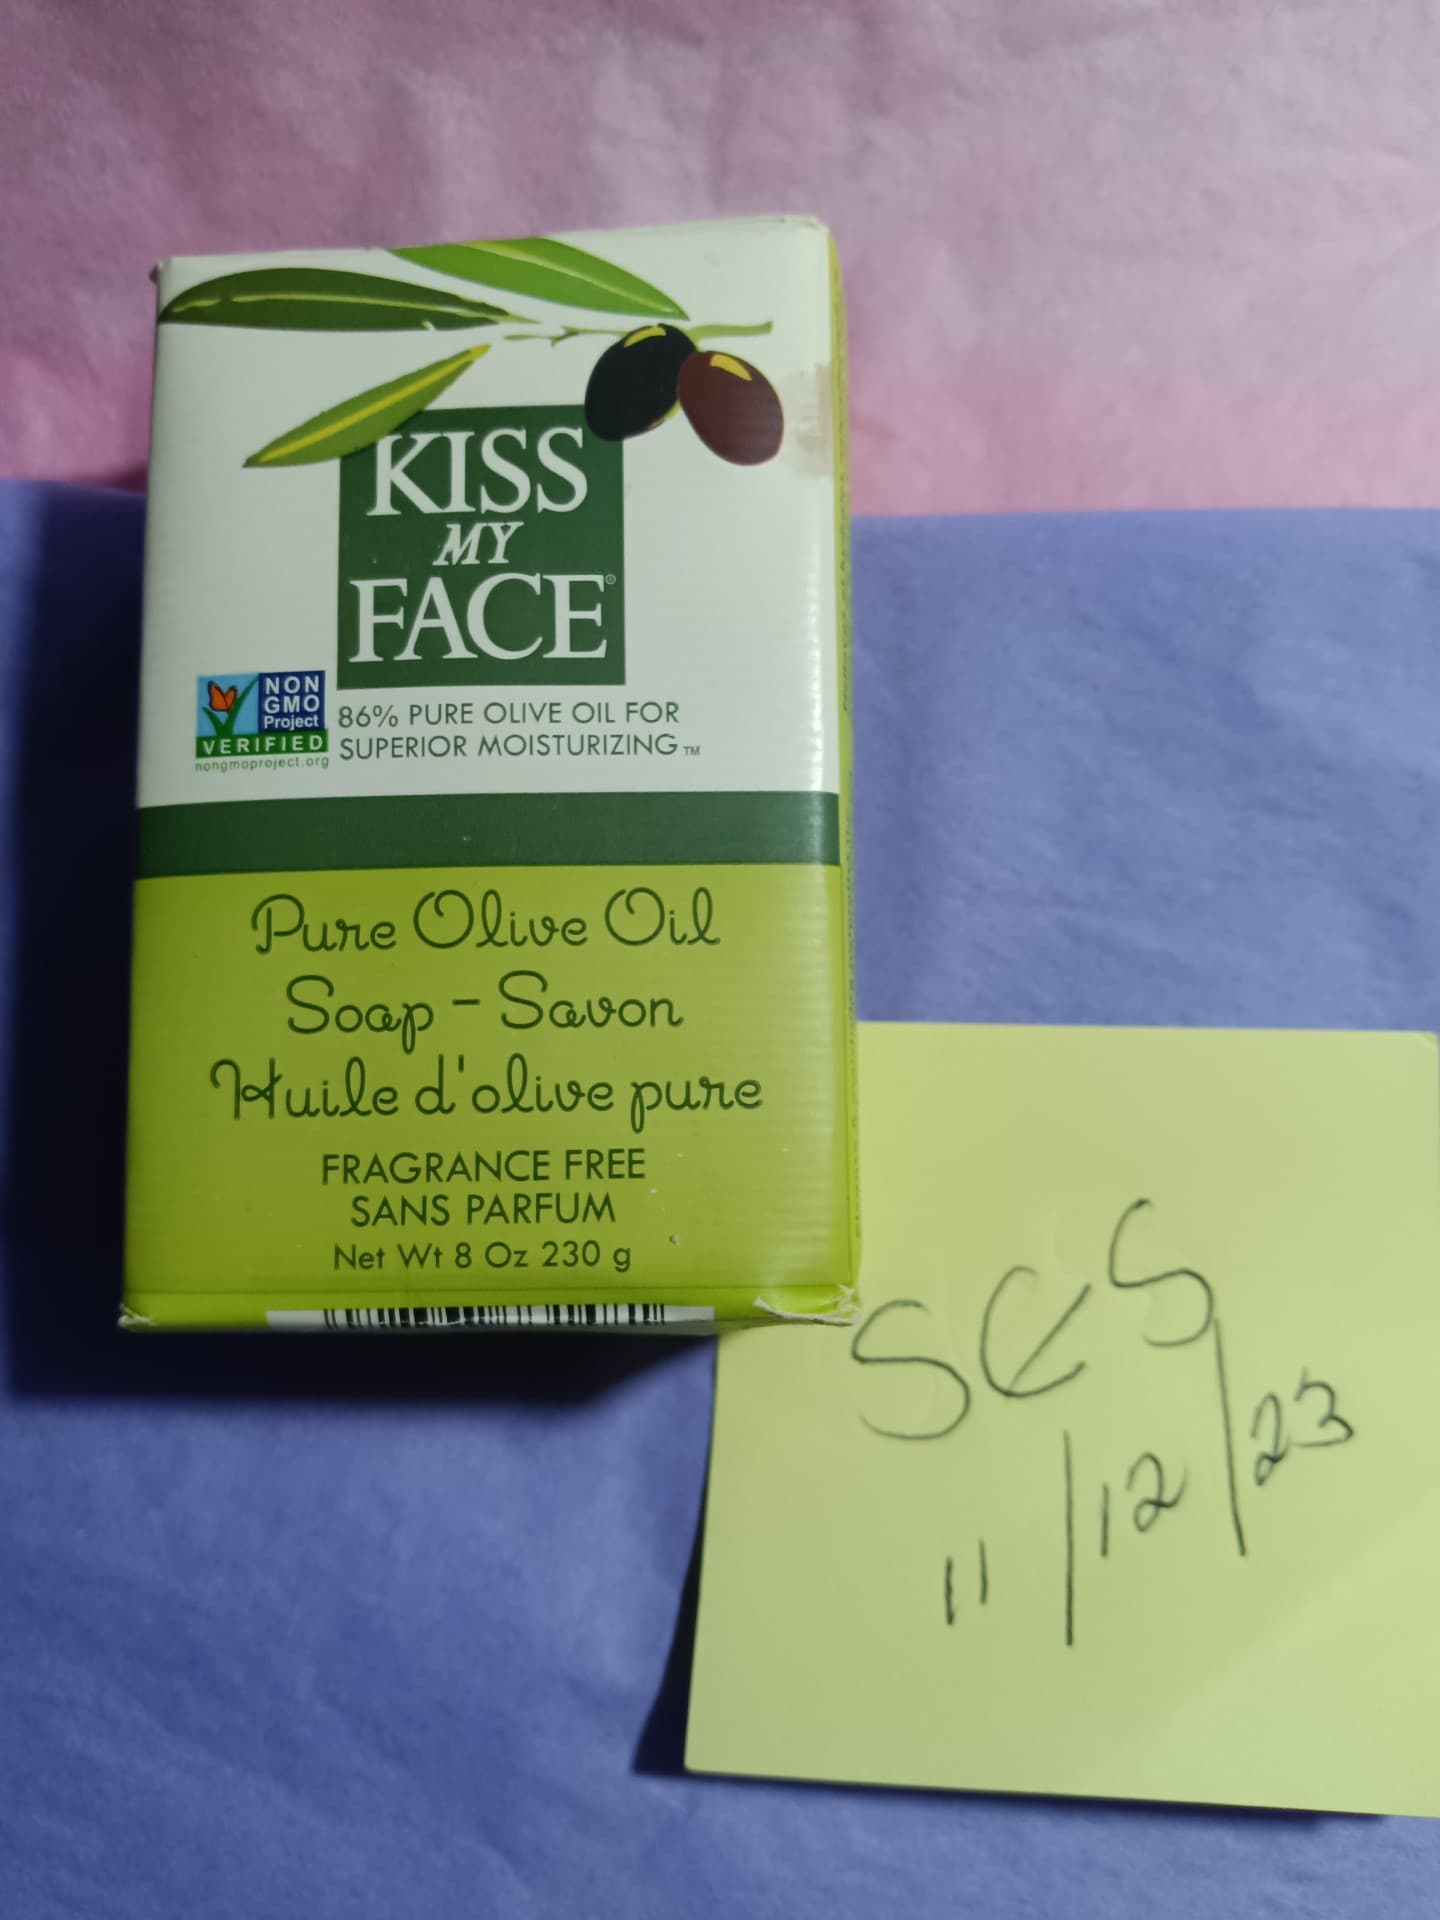 KISS
MY
FACE®
NON
GMO
Project
VERIFIED
nongmoproject.org
86% PURE OLIVE OIL FOR
SUPERIOR MOISTURIZING™
Pure Olive Oil
Soap - Savon
Huile d'olive pure
FRAGRANCE FREE
SANS PARFUM
Net Wt 8 Oz 230 g
SES
11/12/23